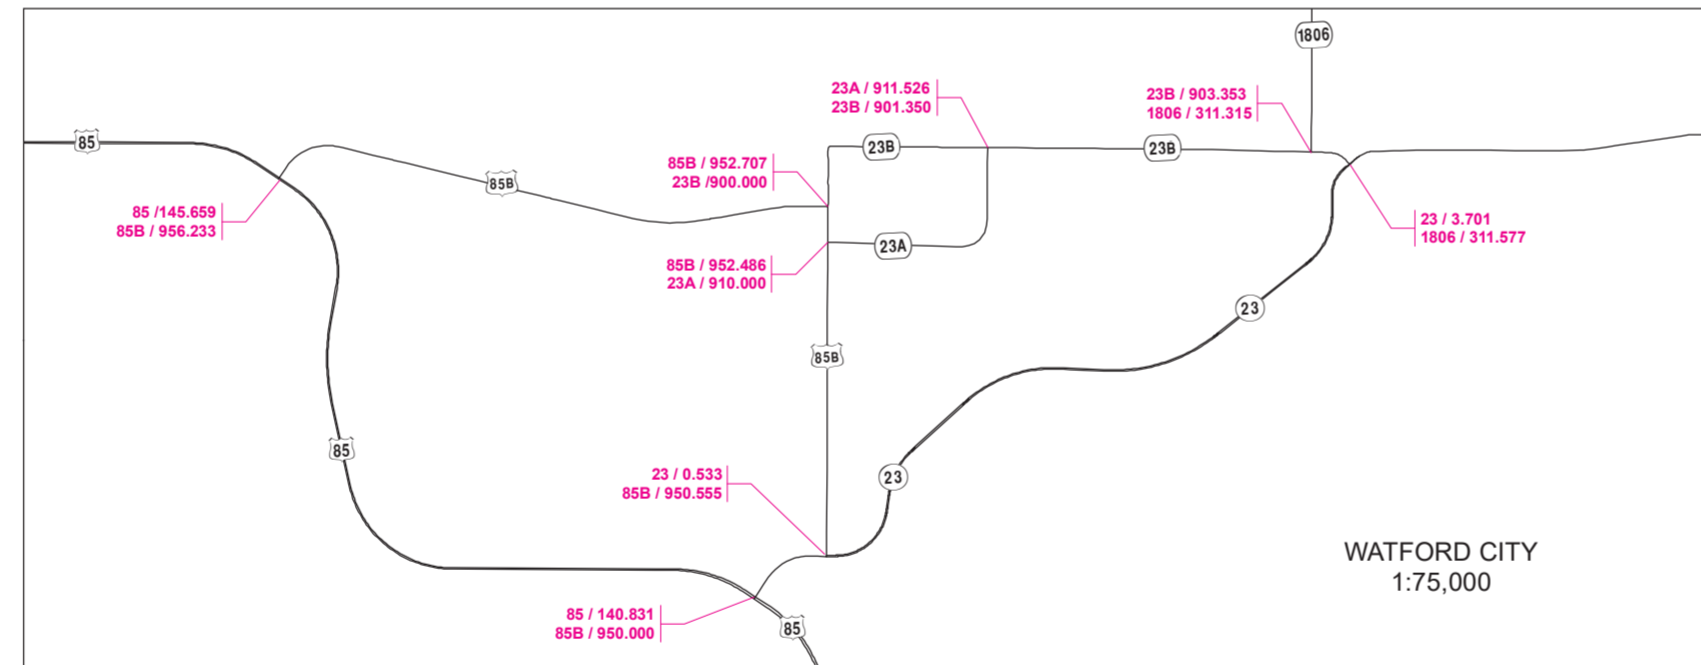 1806
23A / 911.526
23B / 901.350
23B / 903.353
1806 / 311.315
85
23B
23B
85B / 952.707
23B /900.000
85B
85 /145.659
85B / 956.233
23 / 3.701
1806 / 311.577
23A
85B / 952.486
23A / 910.000
23
85B
85
23 / 0.533
85B / 950.555
23
WATFORD CITY
1:75,000
85 / 140.831
85B / 950.000
85